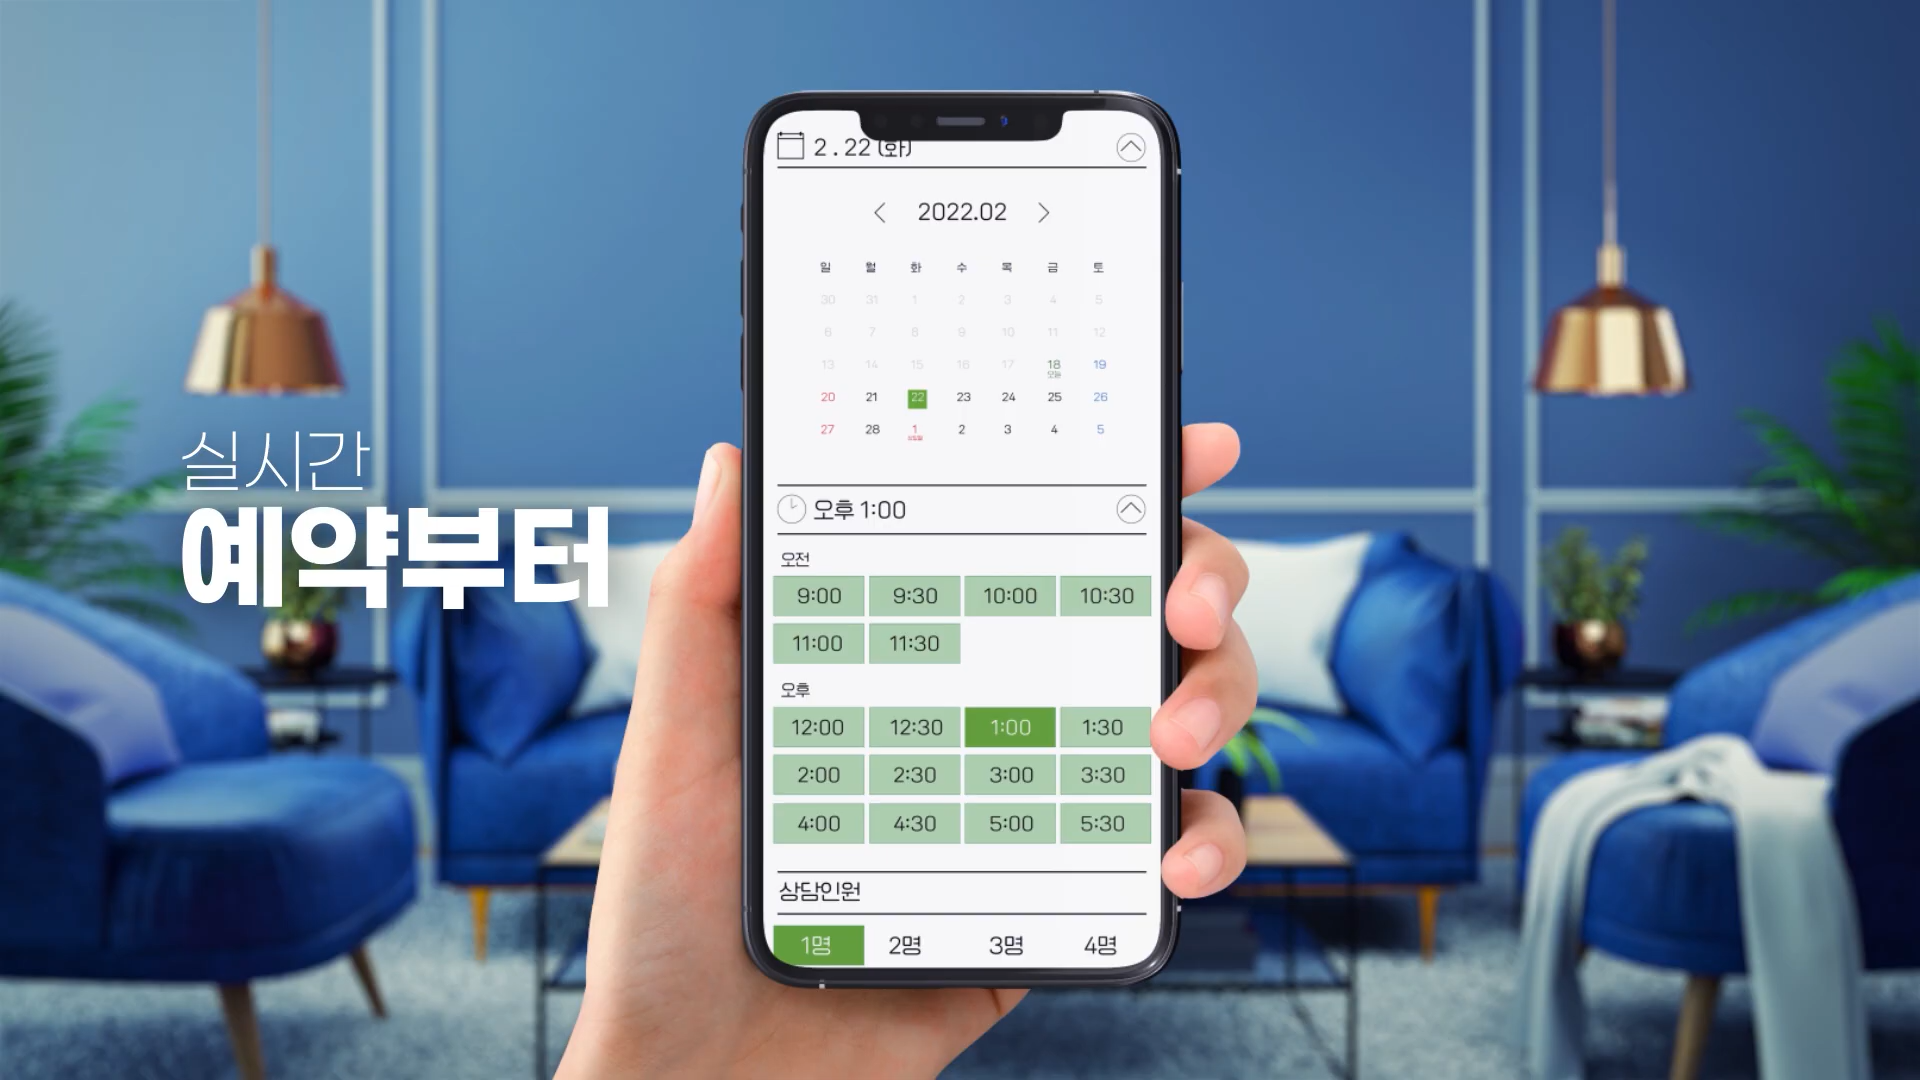 실시간
예약부터
2 . 22 (화)
2022.02
일 월 화 수 목 금 토
30 31 1 2 3 4 5
6 7 8 9 10 11 12
13 14 15 16 17 18 19
오늘
20 21 22 23 24 25 26
27 28 1 2 3 4 5
오후 1:00
오전
9:00 9:30 10:00 10:30
11:00 11:30
오후
12:00 12:30 1:00 1:30
2:00 2:30 3:00 3:30
4:00 4:30 5:00 5:30
상담인원
1명 2명 3명 4명